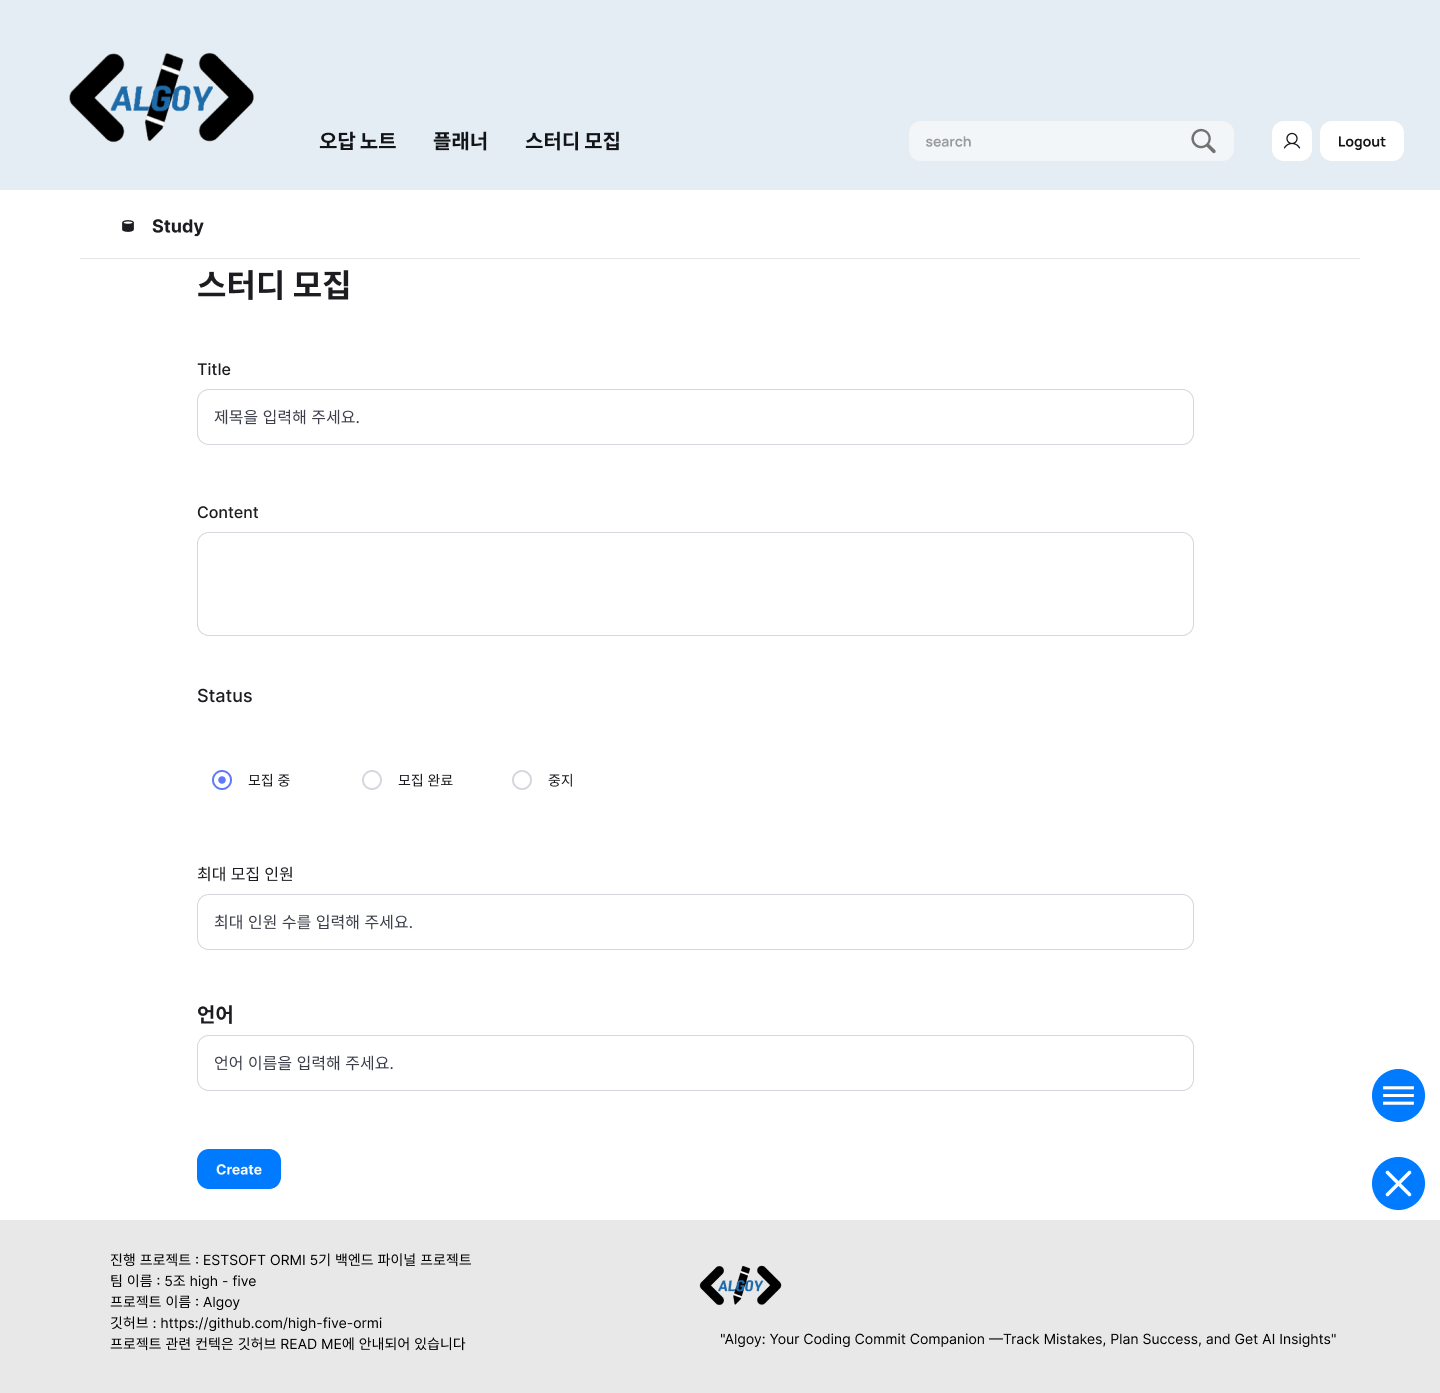 ALGOY
오답 노트 플래너 스터디 모집 search Logout
Study
스터디 모집
Title
제목을 입력해 주세요.
Content
Status
모집 중 모집 완료 중지
최대 모집 인원
최대 인원 수를 입력해 주세요.
언어
언어 이름을 입력해 주세요.
Create
진행 프로젝트 : ESTSOFT ORMI 5기 백엔드 파이널 프로젝트
팀 이름 : 5조 high - five
프로젝트 이름 : Algoy
깃허브 : https://github.com/high-five-ormi
프로젝트 관련 컨텍은 깃허브 READ ME에 안내되어 있습니다
ALGOY
"Algoy: Your Coding Commit Companion —Track Mistakes, Plan Success, and Get AI Insights"